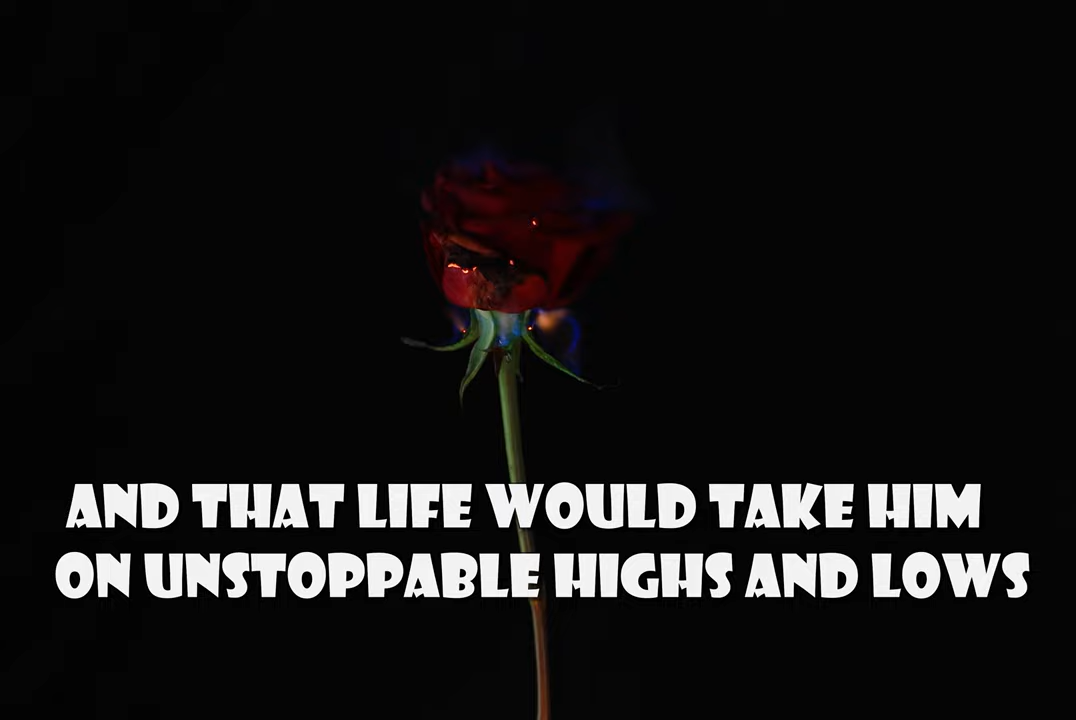 AND THAT LIFE WOULD TAKE HIM
ON UNSTOPPABLE HIGHS AND LOWS